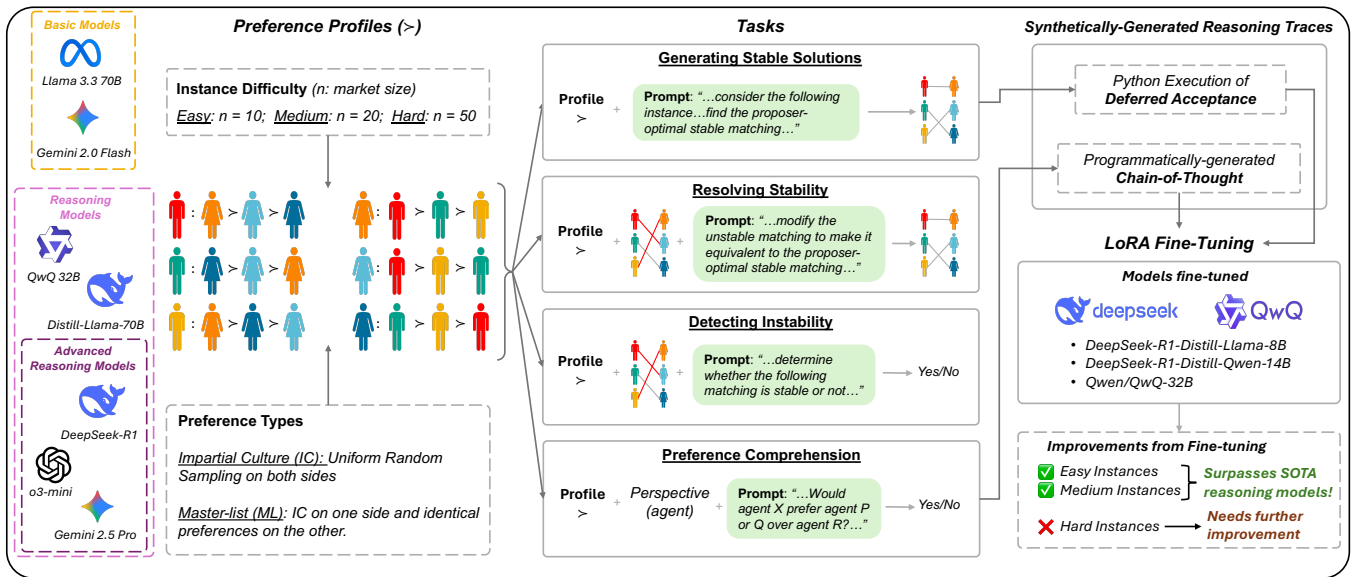 Basic Models
Llama 3.3 70B
Gemini 2.0 Flash
Reasoning
Models
QwQ 32B
Distill-Llama-70B
Advanced
Reasoning Models
DeepSeek-R1
o3-mini
Gemini 2.5 Pro
Preference Profiles (≻)
Instance Difficulty (n: market size)
Easy: n = 10; Medium: n = 20; Hard: n = 50
: ≻ ≻ : ≻ ≻
: ≻ ≻ : ≻ ≻
: ≻ ≻ : ≻ ≻
Preference Types
Impartial Culture (IC): Uniform Random
Sampling on both sides
Master-list (ML): IC on one side and identical
preferences on the other.
Tasks
Generating Stable Solutions
Profile
≻
+
Prompt: “…consider the following
instance…find the proposer-
optimal stable matching…”
Resolving Stability
Profile
≻
+
+
Prompt: “…modify the
unstable matching to make it
equivalent to the proposer-
optimal stable matching…”
Detecting Instability
Profile
≻
+
+
Prompt: “…determine
whether the following
matching is stable or not…”
Yes/No
Preference Comprehension
Profile
≻
+
Perspective
(agent)
+
Prompt: “…Would
agent X prefer agent P
or Q over agent R?…”
Yes/No
Synthetically-Generated Reasoning Traces
Python Execution of
Deferred Acceptance
Programmatically-generated
Chain-of-Thought
LoRA Fine-Tuning
Models fine-tuned
deepseek
QwQ
• DeepSeek-R1-Distill-Llama-8B
• DeepSeek-R1-Distill-Qwen-14B
• Qwen/QwQ-32B
Improvements from Fine-tuning
Easy Instances
Medium Instances
Surpasses SOTA
reasoning models!
Hard Instances
Needs further
improvement